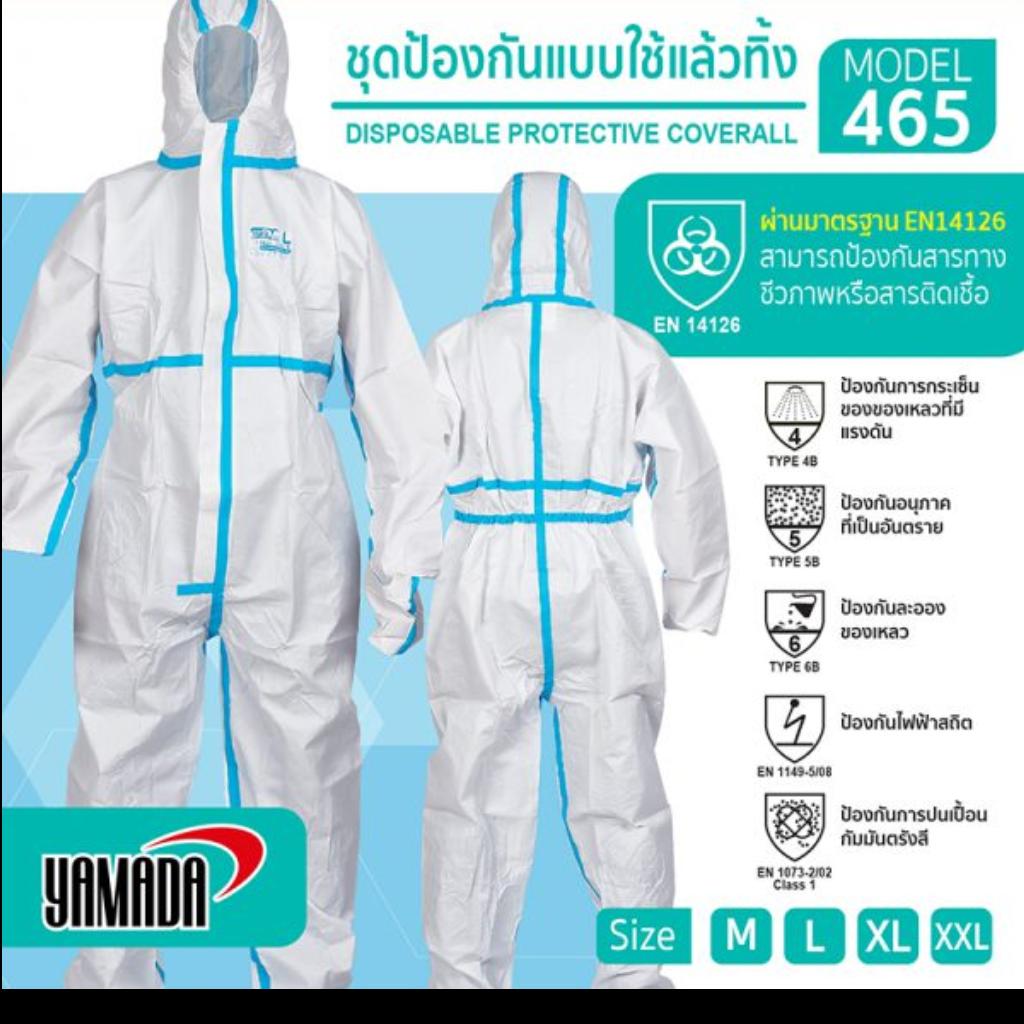 ชุดป้องกันแบบใช้แล้วทิ้ง
DISPOSABLE PROTECTIVE COVERALL
MODEL
465
ผ่านมาตรฐาน EN14126
สามารถป้องกันสารทาง
ชีวภาพหรือสารติดเชื้อ
EN 14126
ป้องกันการกระเซ็น
ของของเหลวที่มี
แรงดัน
4
TYPE 4B
ป้องกันอนุภาค
ที่เป็นอันตราย
5
TYPE 5B
ป้องกันละออง
ของเหลว
6
TYPE 6B
ป้องกันไฟฟ้าสถิต
EN 1149-5/08
ป้องกันการปนเปื้อน
กัมมันตรังสี
EN 1073-2/02
Class 1
YAMADA
Size M L XL XXL